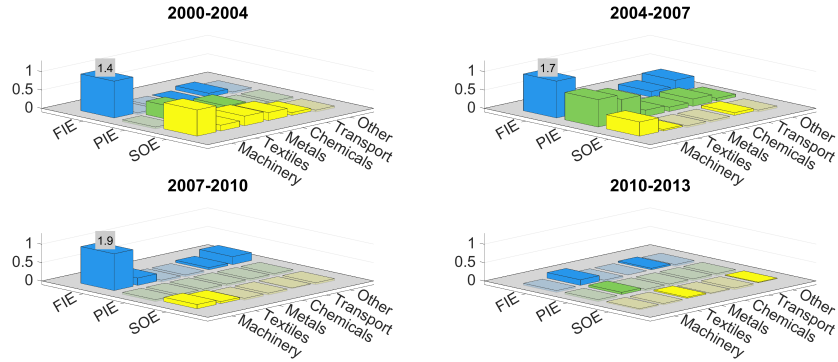 2000-2004
1
0.5
0
1.4
FIE
PIE
SOE
Machinery
Textiles
Metals
Chemicals
Transport
Other
2004-2007
1
0.5
0
1.7
FIE
PIE
SOE
Machinery
Textiles
Metals
Chemicals
Transport
Other
2007-2010
1
0.5
0
1.9
FIE
PIE
SOE
Machinery
Textiles
Metals
Chemicals
Transport
Other
2010-2013
1
0.5
0
FIE
PIE
SOE
Machinery
Textiles
Metals
Chemicals
Transport
Other